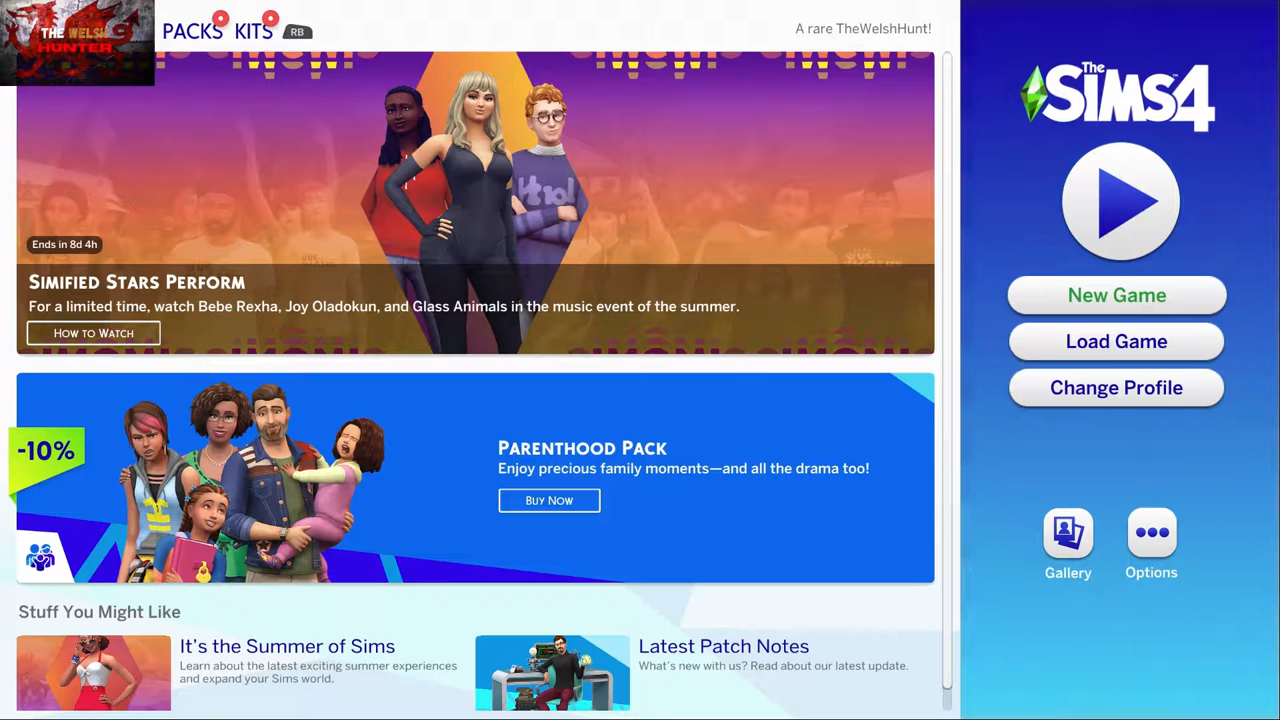 THE WELSH
HUNTER
PACKS KITS RB
A rare TheWelshHunt!
Ends in 8d 4h
SIMIFIED STARS PERFORM
For a limited time, watch Bebe Rexha, Joy Oladokun, and Glass Animals in the music event of the summer.
HOW TO WATCH
-10%
PARENTHOOD PACK
Enjoy precious family moments—and all the drama too!
BUY NOW
Stuff You Might Like
It's the Summer of Sims
Learn about the latest exciting summer experiences
and expand your Sims world.
Latest Patch Notes
What's new with us? Read about our latest update.
The
SIMS 4
New Game
Load Game
Change Profile
Gallery
Options